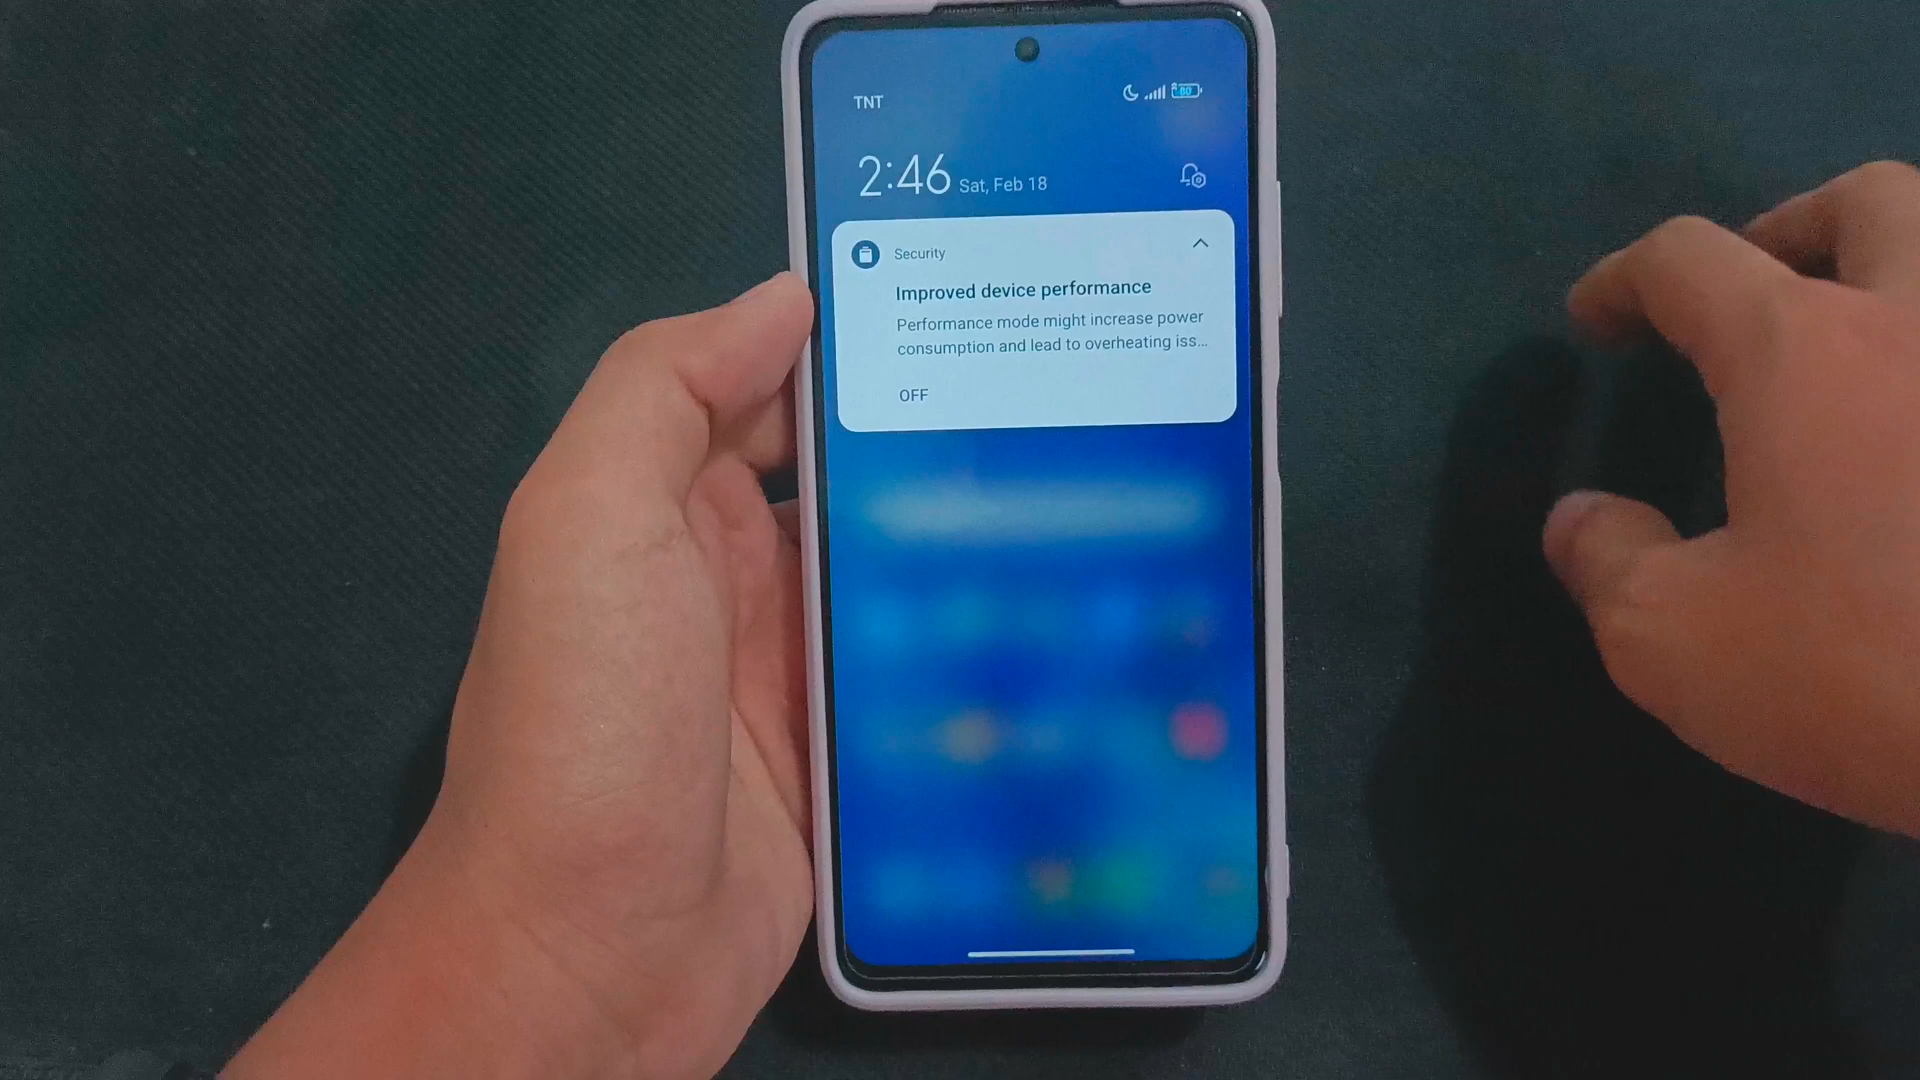 TNT
80
2:46 Sat, Feb 18
Security
Improved device performance
Performance mode might increase power
consumption and lead to overheating iss...
OFF